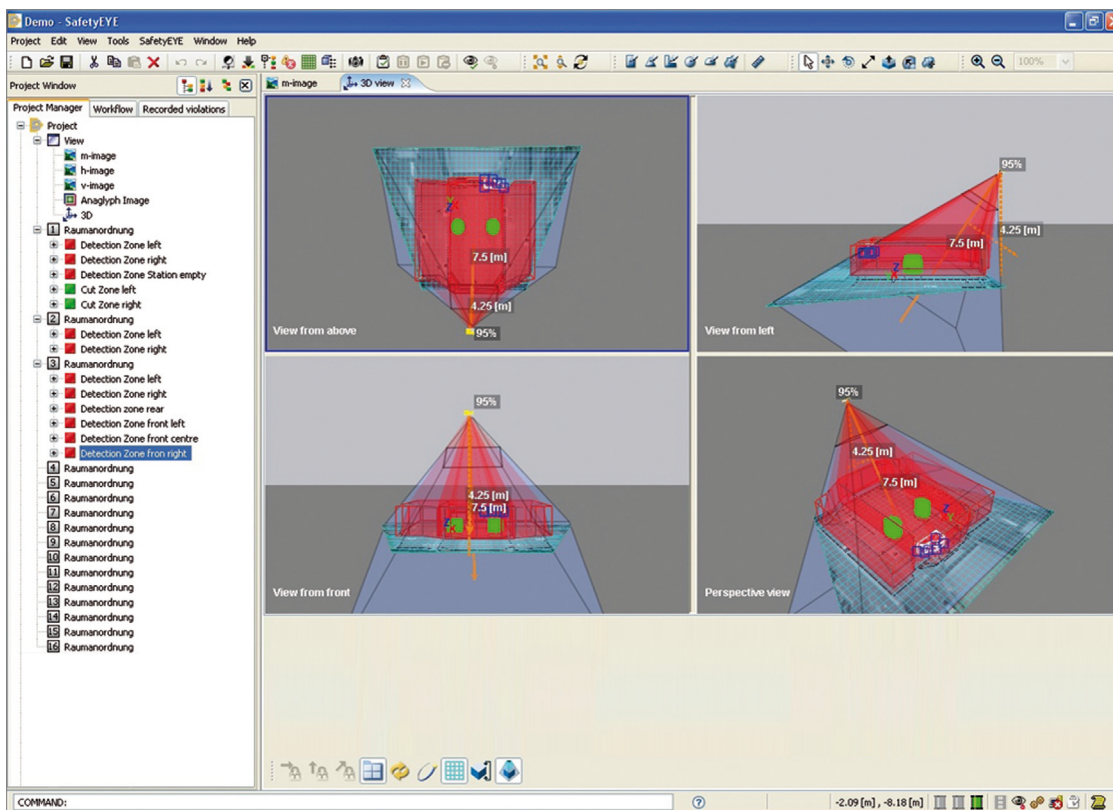 Demo - SafetyEYE
Project Edit View Tools SafetyEYE Window Help
100%
Project Window
m-image
3D view
Project Manager
Workflow
Recorded violations
Project
View
m-image
h-image
v-image
Anaglyph Image
3D
1 Raumanordnung
Detection Zone left
Detection Zone right
Detection Zone Station empty
Cut Zone left
Cut Zone right
2 Raumanordnung
Detection Zone left
Detection Zone right
3 Raumanordnung
Detection Zone left
Detection Zone right
Detection zone rear
Detection Zone front left
Detection Zone front centre
Detection Zone fron right
4 Raumanordnung
5 Raumanordnung
6 Raumanordnung
7 Raumanordnung
8 Raumanordnung
9 Raumanordnung
10 Raumanordnung
11 Raumanordnung
12 Raumanordnung
13 Raumanordnung
14 Raumanordnung
15 Raumanordnung
16 Raumanordnung
Z X
7.5 [m]
4.25 [m]
95%
View from above
95%
4.25 [m]
7.5 [m]
Z
X
View from left
95%
4.25 [m]
7.5 [m]
Z
X
View from front
95%
4.25 [m]
7.5 [m]
Z
X
Perspective view
COMMAND:
-2.09 [m] , -8.18 [m]